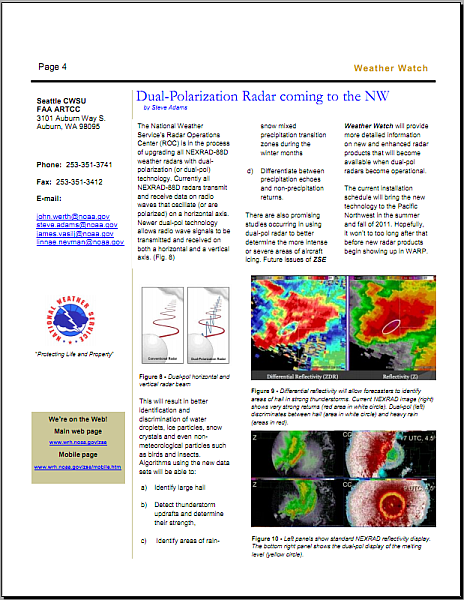 Page 4
Weather Watch
Seattle CWSU
FAA ARTCC
3101 Auburn Way S.
Auburn, WA 98095
Phone: 253-351-3741
Fax: 253-351-3412
E-mail:
john.werth@noaa.gov
steve.adams@noaa.gov
james.vasilj@noaa.gov
linnae.neyman@noaa.gov
NATIONAL WEATHER SERVICE
"Protecting Life and Property"
We're on the Web!
Main web page
www.wrh.noaa.gov/zse
Mobile page
www.wrh.noaa.gov/zse/mobile.htm
Dual-Polarization Radar coming to the NW
by Steve Adams
The National Weather
Service's Radar Operations
Center (ROC) is in the process
of upgrading all NEXRAD-88D
weather radars with dual-
polarization (or dual-pol)
technology. Currently all
NEXRAD-88D radars transmit
and receive data on radio
waves that oscillate (or are
polarized) on a horizontal axis.
Newer dual-pol technology
allows radio wave signals to be
transmitted and received on
both a horizontal and a vertical
axis. (Fig. 8)
Conventional Radar
Dual-Polarization Radar
Figure 8 - Dual-pol horizontal and
vertical radar beam
This will result in better
identification and
discrimination of water
droplets, ice particles, snow
crystals and even non-
meteorological particles such
as birds and insects.
Algorithms using the new data
sets will be able to:
a) Identify large hail
b) Detect thunderstorm
updrafts and determine
their strength,
c) Identify areas of rain-
snow mixed
precipitation transition
zones during the
winter months
d) Differentiate between
precipitation echoes
and non-precipitation
returns.
There are also promising
studies occurring in using
dual-pol radar to better
determine the more intense
or severe areas of aircraft
icing. Future issues of ZSE
Weather Watch will provide
more detailed information
on new and enhanced radar
products that will become
available when dual-pol
radars become operational.
The current installation
schedule will bring the new
technology to the Pacific
Northwest in the summer
and fall of 2011. Hopefully,
it won't to too long after that
before new radar products
begin showing up in WARP.
Differential Reflectivity (ZDR)
Reflectivity (Z)
Figure 9 - Differential reflectivity will allow forecasters to identify
areas of hail in strong thunderstorms. Current NEXRAD image (right)
shows very strong returns (red area in white circle). Dual-pol (left)
discriminates between hail (area in white circle) and heavy rain
(areas in red).
Z
CC
7 UTC, 4.5°
Z
CC
UTC, 4.5°
Figure 10 - Left panels show standard NEXRAD reflectivity display.
The bottom right panel shows the dual-pol display of the melting
level (yellow circle).